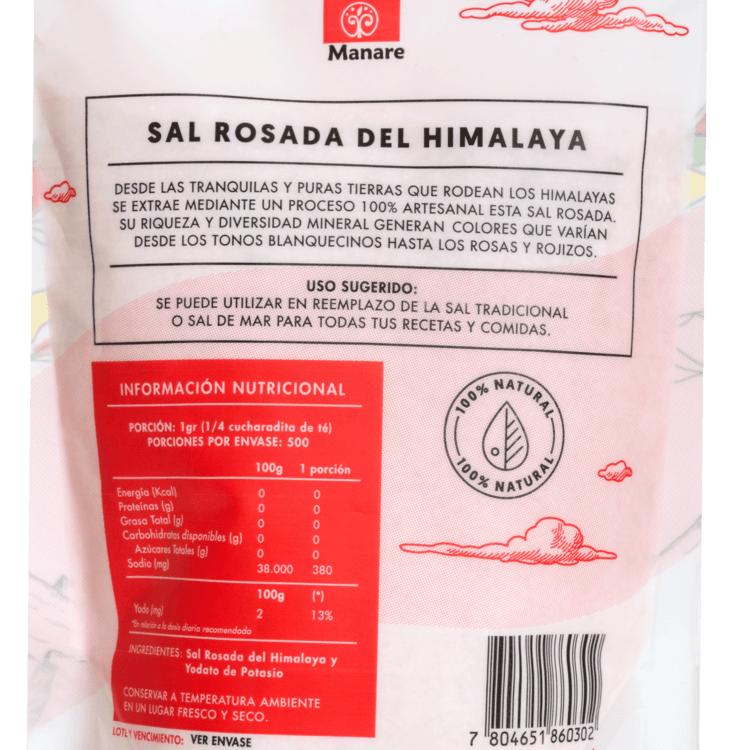 Manare
SAL ROSADA DEL HIMALAYA
DESDE LAS TRANQUILAS Y PURAS TIERRAS QUE RODEAN LOS HIMALAYAS
SE EXTRAE MEDIANTE UN PROCESO 100% ARTESANAL ESTA SAL ROSADA.
SU RIQUEZA Y DIVERSIDAD MINERAL GENERAN COLORES QUE VARÍAN
DESDE LOS TONOS BLANQUECINOS HASTA LOS ROSAS Y ROJIZOS.
USO SUGERIDO:
SE PUEDE UTILIZAR EN REEMPLAZO DE LA SAL TRADICIONAL
O SAL DE MAR PARA TODAS TUS RECETAS Y COMIDAS.
INFORMACIÓN NUTRICIONAL
PORCIÓN: 1gr (1/4 cucharadita de té)
PORCIONES POR ENVASE: 500
100g 1 porción
Energía (Kcal) 0 0
Proteínas (g) 0 0
Grasa Total (g) 0 0
Carbohidratos disponibles (g) 0 0
Azúcares Totales (g) 0 0
Sodio (mg) 38.000 380
100g (*)
Yodo (mg) 2 13%
*En relación a la dosis diaria recomendada
INGREDIENTES: Sal Rosada del Himalaya y
Yodato de Potasio
CONSERVAR A TEMPERATURA AMBIENTE
EN UN LUGAR FRESCO Y SECO.
LOTE Y VENCIMIENTO: VER ENVASE
100% NATURAL
100% NATURAL
7 804651 860302